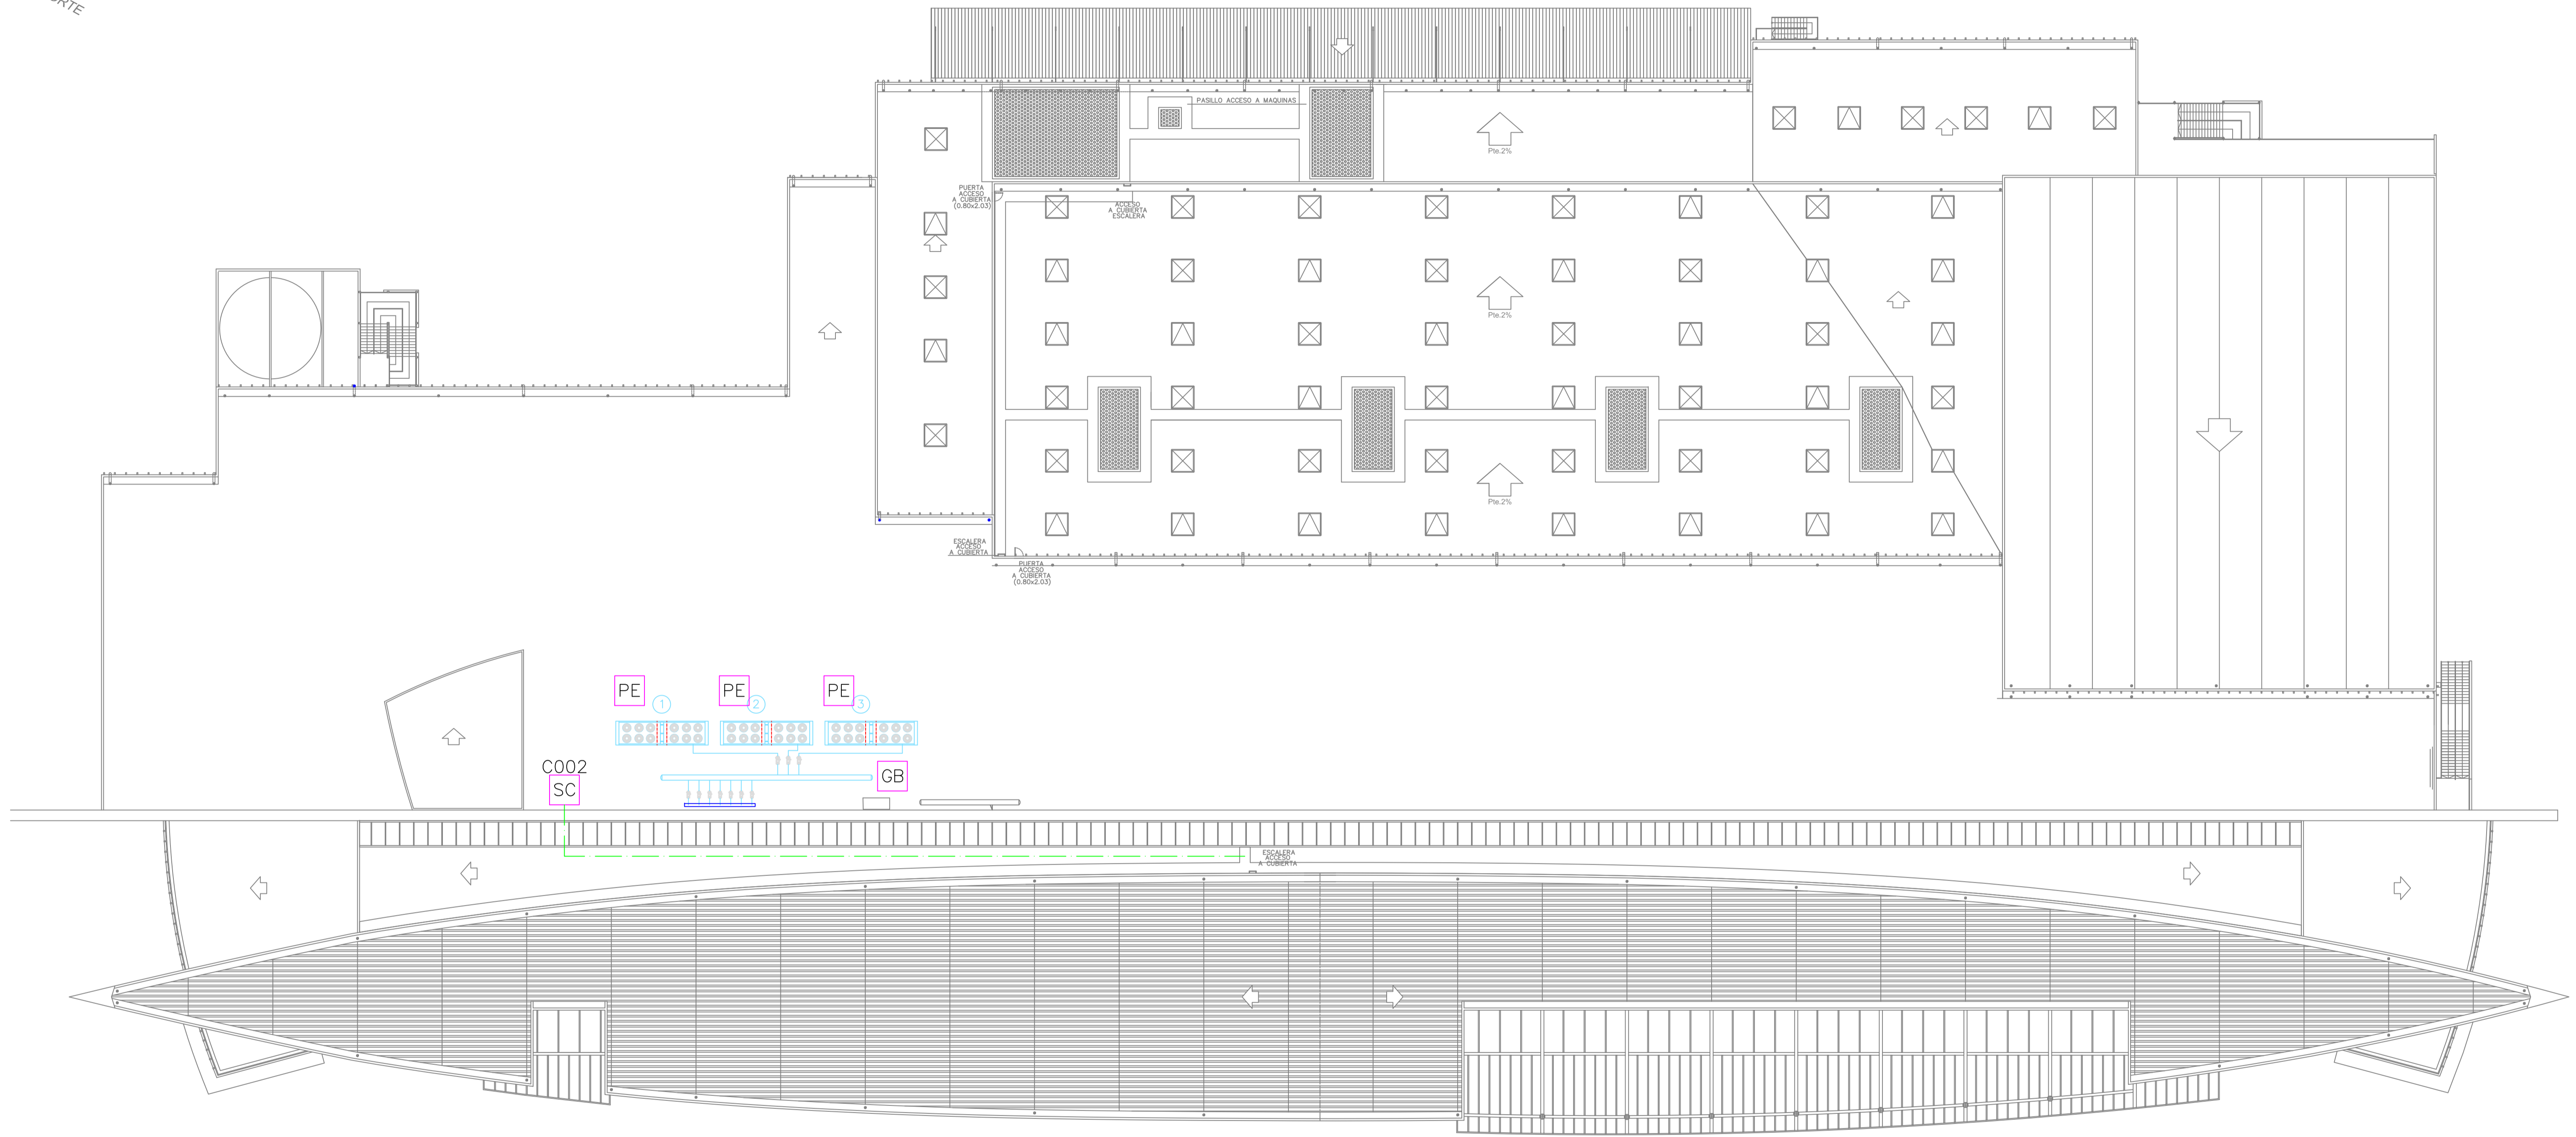 PASILLO ACCESO A MAQUINAS
Pte.2%
PUERTA
ACCESO
A CUBIERTA
(0.80x2.03)
ACCESO
A CUBIERTA
ESCALERA
Pte.2%
Pte.2%
ESCALERA
ACCESO
A CUBIERTA
PUERTA
ACCESO
A CUBIERTA
(0.80x2.03)
PE
PE
PE
1
2
3
C002
SC
GB
ESCALERA
ACCESO
A CUBIERTA